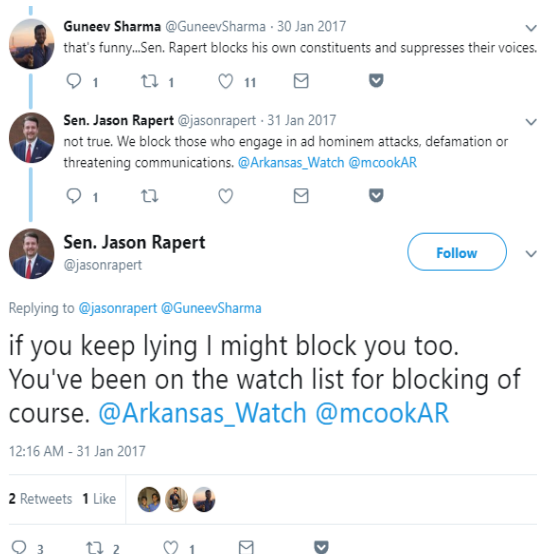 Guneev Sharma @GuneevSharma · 30 Jan 2017
that's funny...Sen. Rapert blocks his own constituents and suppresses their voices.
1 1 11
Sen. Jason Rapert @jasonrapert · 31 Jan 2017
not true. We block those who engage in ad hominem attacks, defamation or
threatening communications. @Arkansas_Watch @mcookAR
1
Sen. Jason Rapert
@jasonrapert
Follow
Replying to @jasonrapert @GuneevSharma
if you keep lying I might block you too.
You've been on the watch list for blocking of
course. @Arkansas_Watch @mcookAR
12:16 AM - 31 Jan 2017
2 Retweets 1 Like
3 2 1